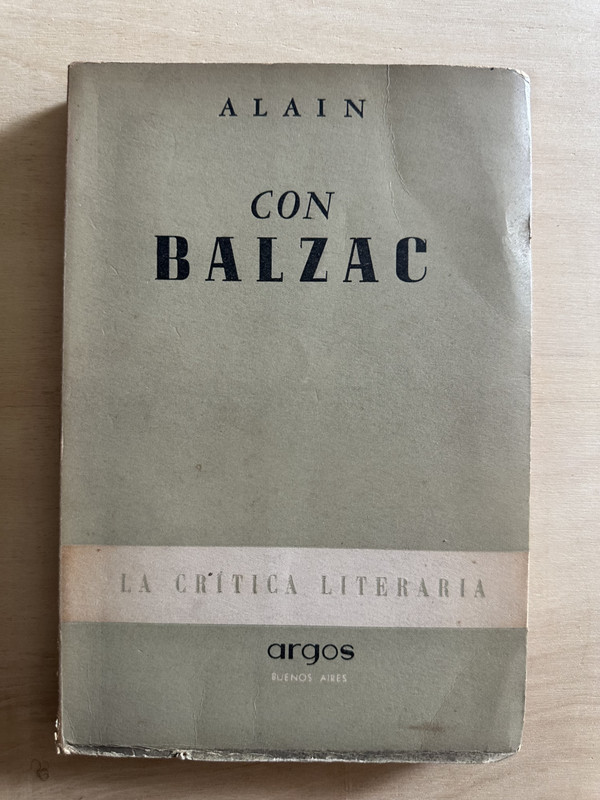 ALAIN
CON
BALZAC
LA CRÍTICA LITERARIA
argos
BUENOS AIRES